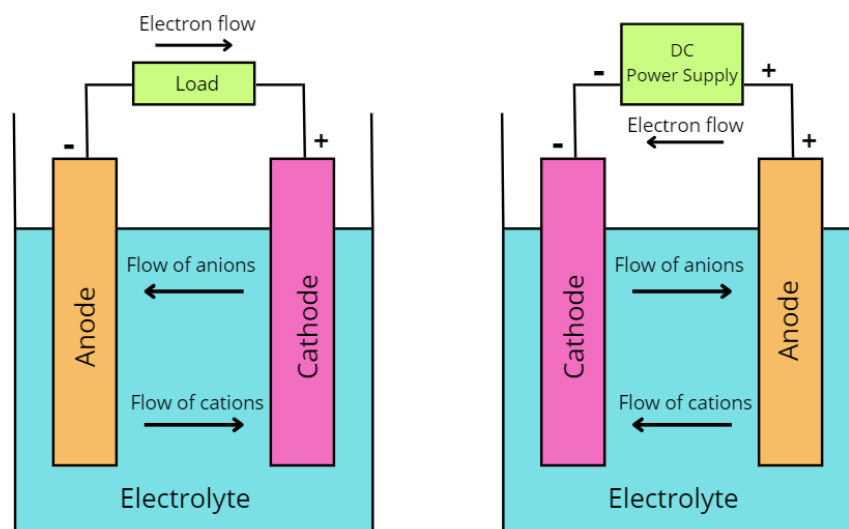 Electron flow
Load
-
+
Anode
Flow of anions
Cathode
Flow of cations
Electrolyte
DC
Power Supply
-
+
Electron flow
-
+
Cathode
Flow of anions
Anode
Flow of cations
Electrolyte